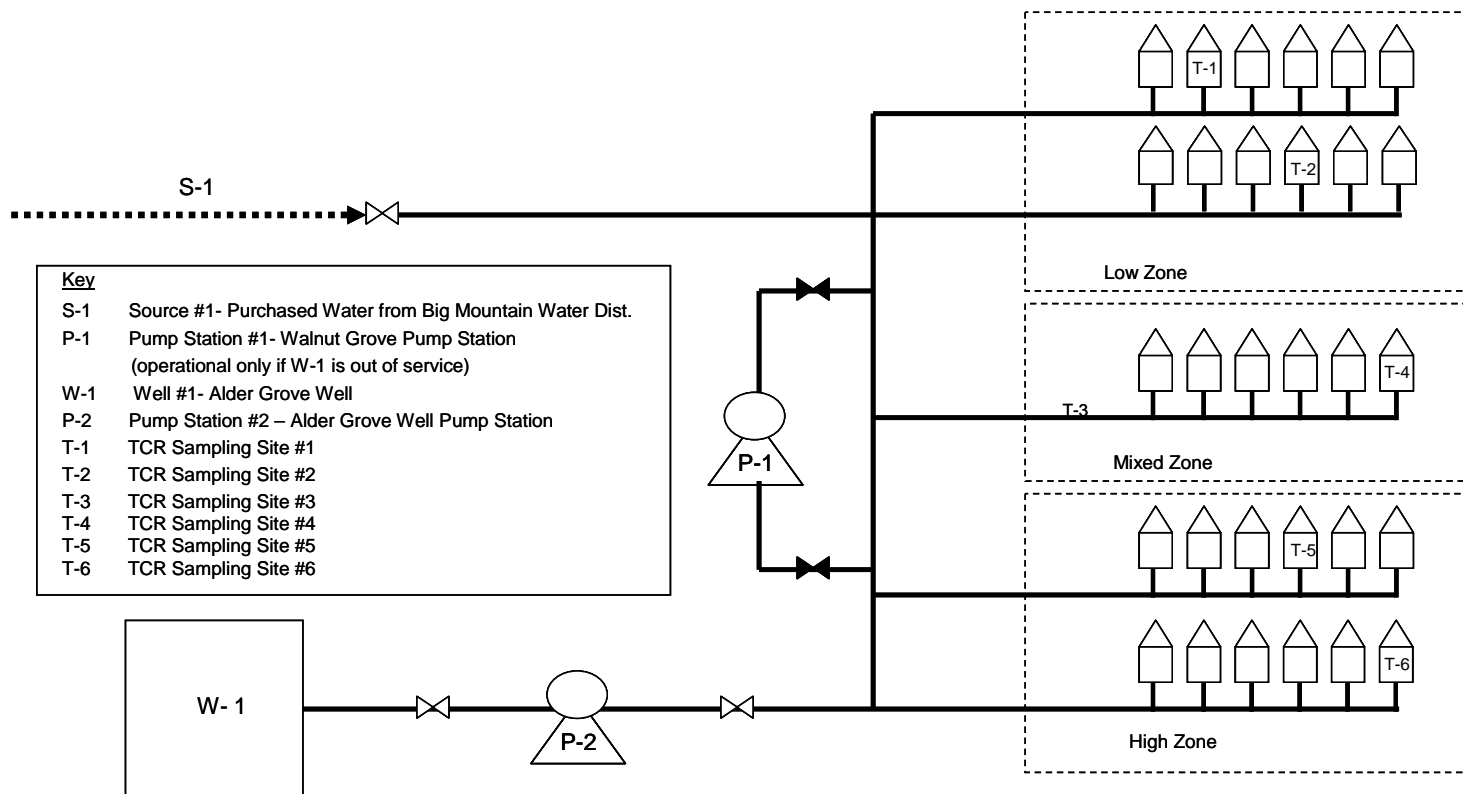 T-1
T-2
S-1
Low Zone
Key
S-1 Source #1- Purchased Water from Big Mountain Water Dist.
P-1 Pump Station #1- Walnut Grove Pump Station
(operational only if W-1 is out of service)
W-1 Well #1- Alder Grove Well
P-2 Pump Station #2 – Alder Grove Well Pump Station
T-1 TCR Sampling Site #1
T-2 TCR Sampling Site #2
T-3 TCR Sampling Site #3
T-4 TCR Sampling Site #4
T-5 TCR Sampling Site #5
T-6 TCR Sampling Site #6
T-4
T-3
P-1
Mixed Zone
T-5
T-6
W- 1
P-2
High Zone